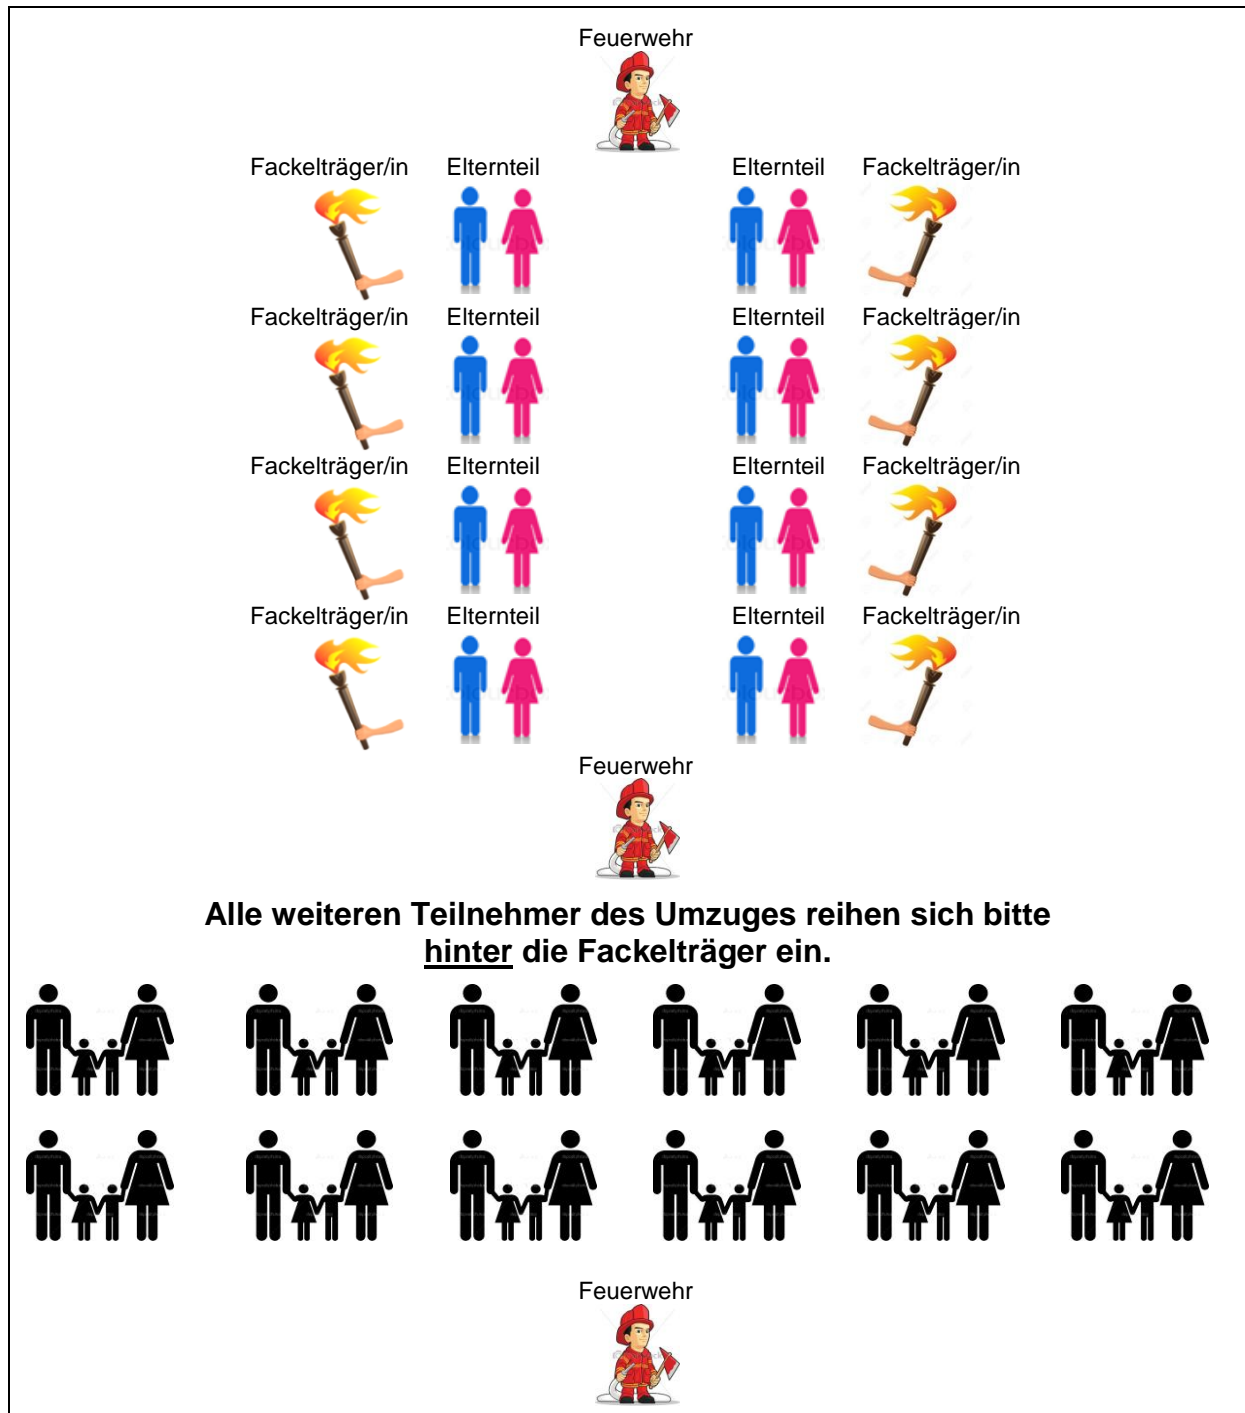 Feuerwehr
Fackelträger/in Elternteil Elternteil Fackelträger/in
Fackelträger/in Elternteil Elternteil Fackelträger/in
Fackelträger/in Elternteil Elternteil Fackelträger/in
Fackelträger/in Elternteil Elternteil Fackelträger/in
Feuerwehr
Alle weiteren Teilnehmer des Umzuges reihen sich bitte
hinter die Fackelträger ein.
Feuerwehr